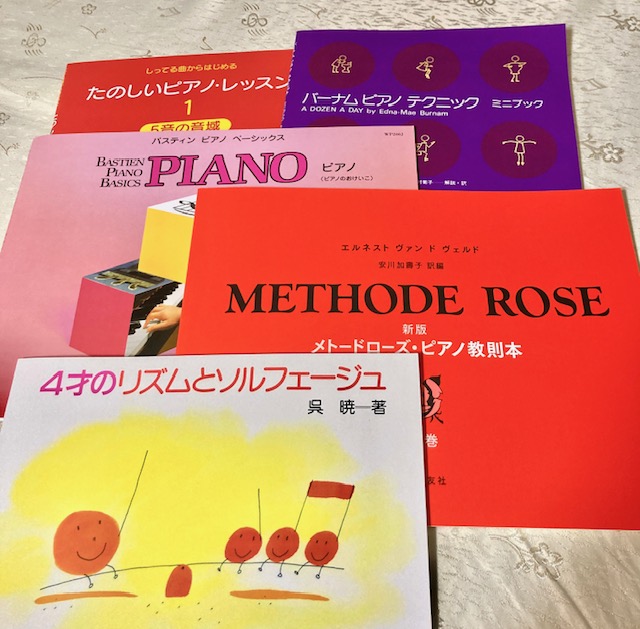 しってる曲からはじめる
たのしいピアノ・レッスン
1
5音の音域
バーナム ピアノ テクニック ミニブック
A DOZEN A DAY by Edna-Mae Burnam
解説・訳
バスティン ピアノ ベーシックス
BASTIEN
PIANO
BASICS
PIANO
ピアノ
(ピアノのおけいこ)
エルネスト ヴァン ド ヴェルド
安川加壽子 訳編
METHODE ROSE
新版
メトードローズ・ピアノ教則本
巻
友社
4才のリズムとソルフェージュ
呉 暁一著